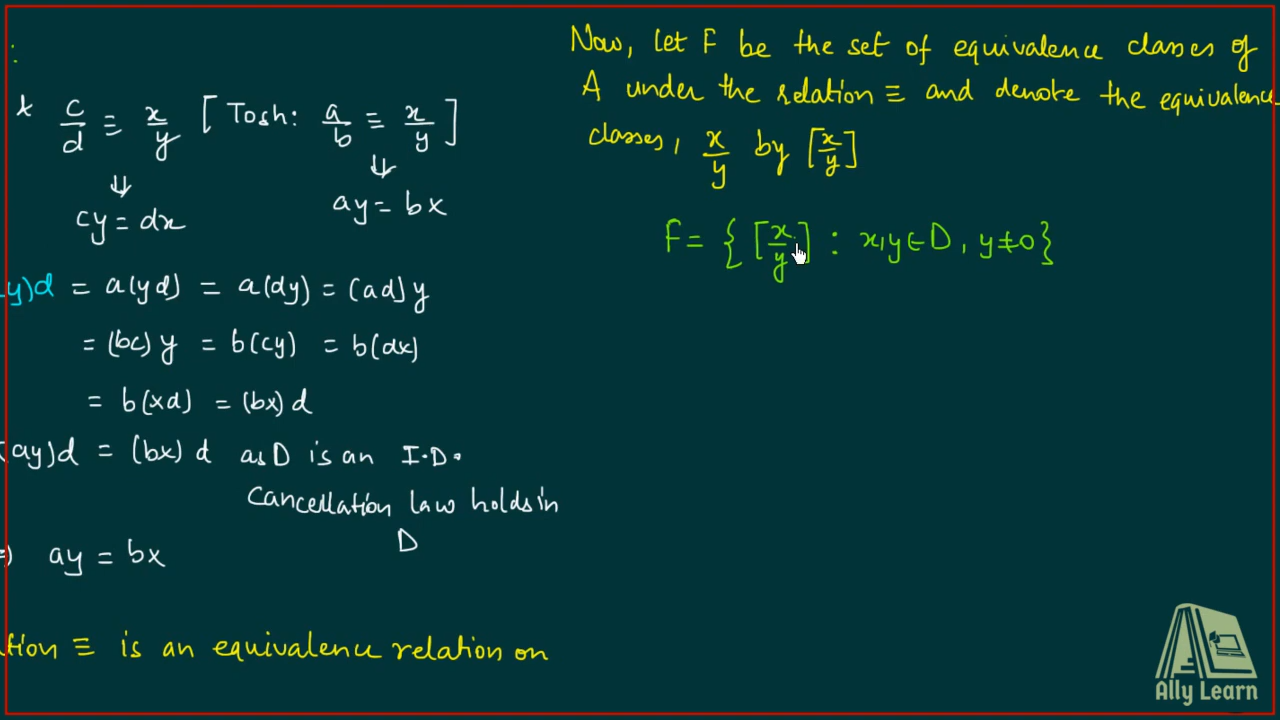 :
& c/d ≡ x/y [Tosh: a/b ≡ x/y]
⇓ ⇓
cy = dx ay = bx
y)d = a(yd) = a(dy) = (ad)y
= (bc)y = b(cy) = b(dx)
= b(xd) = (bx)d
(ay)d = (bx)d as D is an I.D.
Cancellation law holds in
D
⇒) ay = bx
ation ≡ is an equivalence relation on
Now, let F be the set of equivalence classes of
A under the relation ≡ and denote the equivalence
classes, x/y by [x/y]
F = { [x/y] : x,y ∈ D, y ≠ 0}
Ally Learn